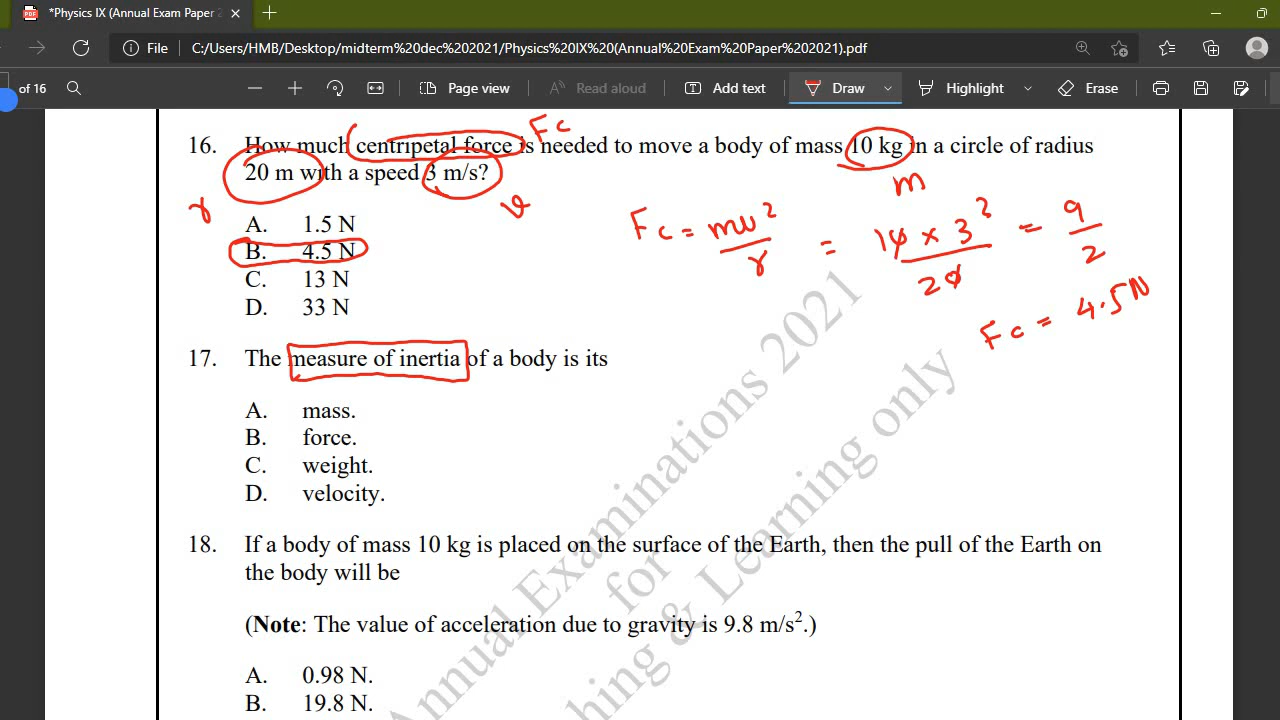 *Physics IX (Annual Exam Paper 2
File
C:/Users/HMB/Desktop/midterm%20dec%202021/Physics%20IX%20(Annual%20Exam%20Paper%202021).pdf
of 16
Page view
Read aloud
Add text
Draw
Highlight
Erase
Fc
16. How much centripetal force is needed to move a body of mass 10 kg in a circle of radius
20 m with a speed 3 m/s?
r v m
A. 1.5 N
B. 4.5 N
C. 13 N
D. 33 N
Fc = mv²/r = 10 × 3²/20 = 9/2
Fc = 4.5 N
17. The measure of inertia of a body is its
A. mass.
B. force.
C. weight.
D. velocity.
18. If a body of mass 10 kg is placed on the surface of the Earth, then the pull of the Earth on
the body will be
(Note: The value of acceleration due to gravity is 9.8 m/s².)
A. 0.98 N.
B. 19.8 N.
Annual Examinations 2021
for
& Learning only